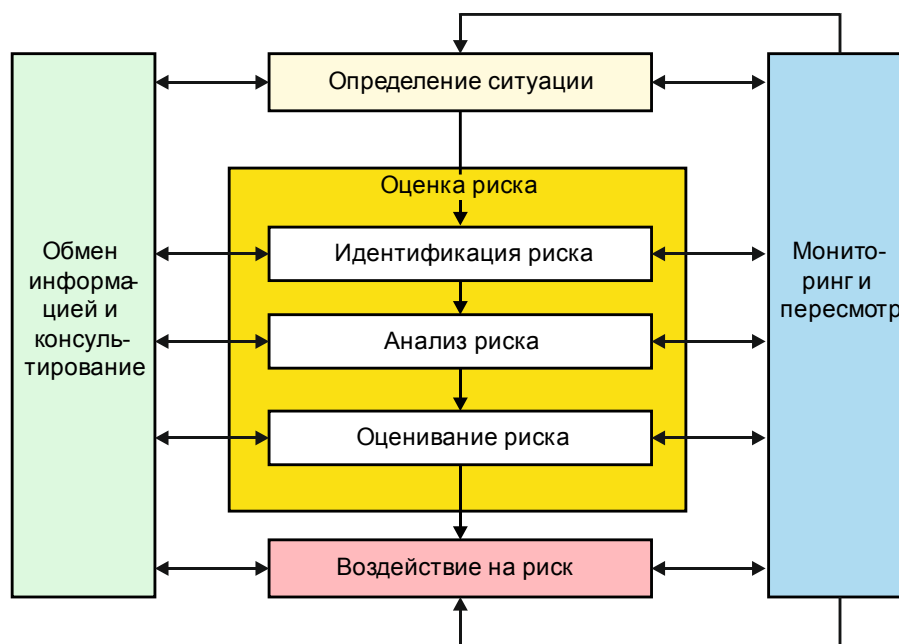 Определение ситуации
Оценка риска
Идентификация риска
Анализ риска
Оценивание риска
Воздействие на риск
Обмен
информа-
цией и
консуль-
тирование
Монито-
ринг и
пересмотр